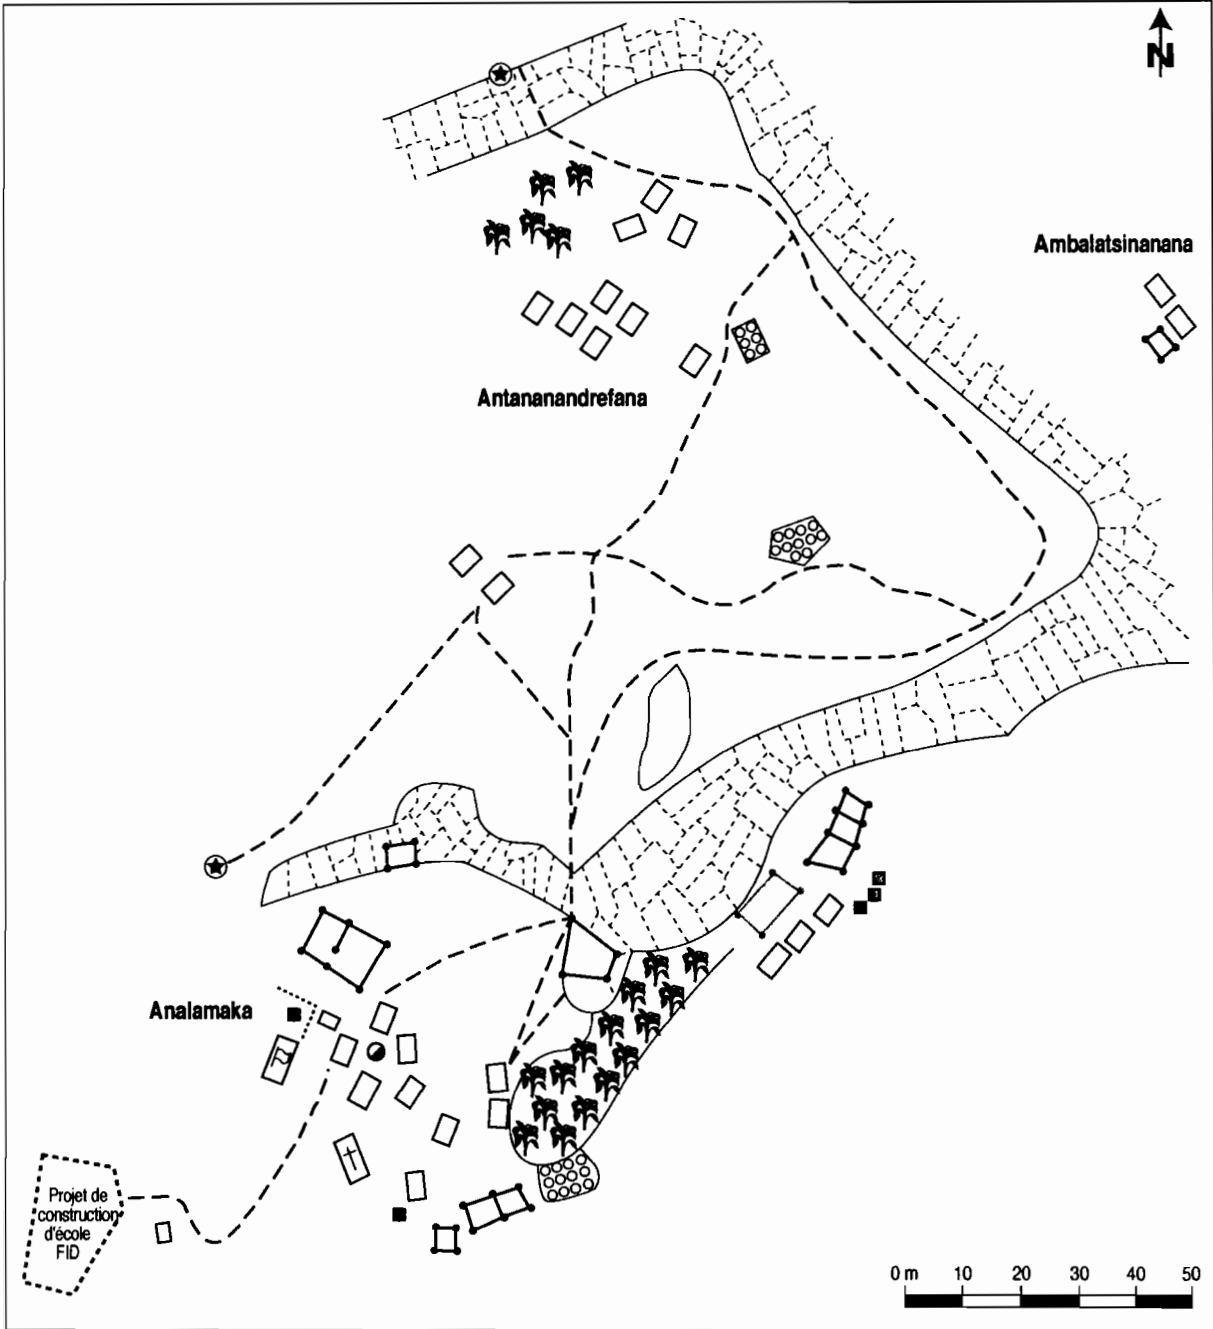 N
Ambalatsinanana
Antananandrefana
Analamaka
Projet de
construction
d'école
FID
0 m 10 20 30 40 50